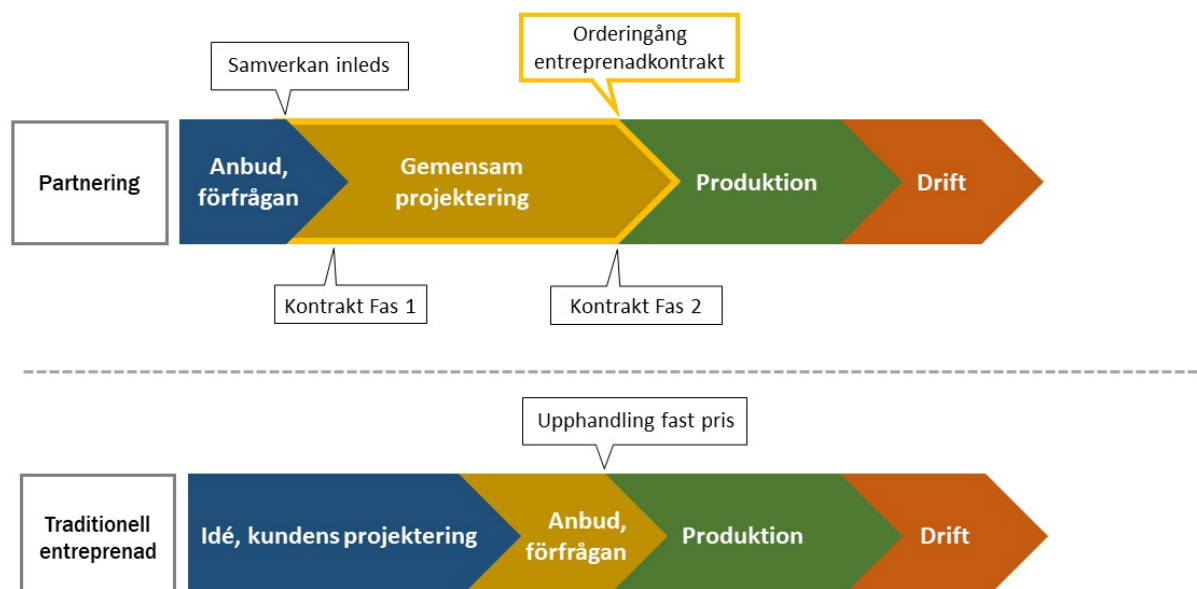 Orderingång
entreprenadkontrakt
Samverkan inleds
Partnering
Anbud,
förfrågan
Gemensam
projektering
Produktion
Drift
Kontrakt Fas 1
Kontrakt Fas 2
Upphandling fast pris
Traditionell
entreprenad
Idé, kundens projektering
Anbud,
förfrågan
Produktion
Drift